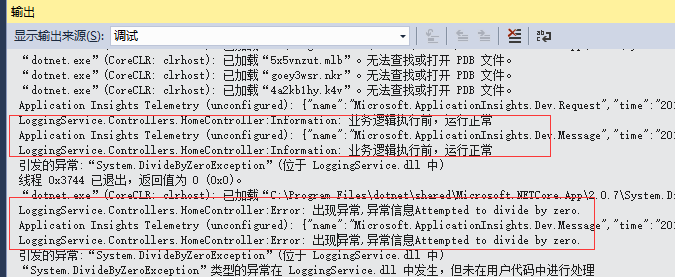 输出
显示输出来源(S): 调试
“dotnet.exe”(CoreCLR: clrhost): 已加载“5x5vnzut.mlb”。无法查找或打开 PDB 文件。
“dotnet.exe”(CoreCLR: clrhost): 已加载“goey3wsr.nkr”。无法查找或打开 PDB 文件。
“dotnet.exe”(CoreCLR: clrhost): 已加载“4a2kb1hy.k4v”。无法查找或打开 PDB 文件。
Application Insights Telemetry (unconfigured): {"name":"Microsoft.ApplicationInsights.Dev.Request","time":"201
LoggingService.Controllers.HomeController:Information: 业务逻辑执行前，运行正常
Application Insights Telemetry (unconfigured): {"name":"Microsoft.ApplicationInsights.Dev.Message","time":"201
LoggingService.Controllers.HomeController:Information: 业务逻辑执行前，运行正常
引发的异常:“System.DivideByZeroException”(位于 LoggingService.dll 中)
线程 0x3744 已退出，返回值为 0 (0x0)。
“dotnet.exe”(CoreCLR: clrhost): 已加载“C:\Program Files\dotnet\shared\Microsoft.NETCore.App\2.0.7\System.Di
LoggingService.Controllers.HomeController:Error: 出现异常,异常信息Attempted to divide by zero.
Application Insights Telemetry (unconfigured): {"name":"Microsoft.ApplicationInsights.Dev.Message","time":"201
LoggingService.Controllers.HomeController:Error: 出现异常,异常信息Attempted to divide by zero.
引发的异常:“System.DivideByZeroException”(位于 LoggingService.dll 中)
“System.DivideByZeroException”类型的异常在 LoggingService.dll 中发生，但未在用户代码中进行处理